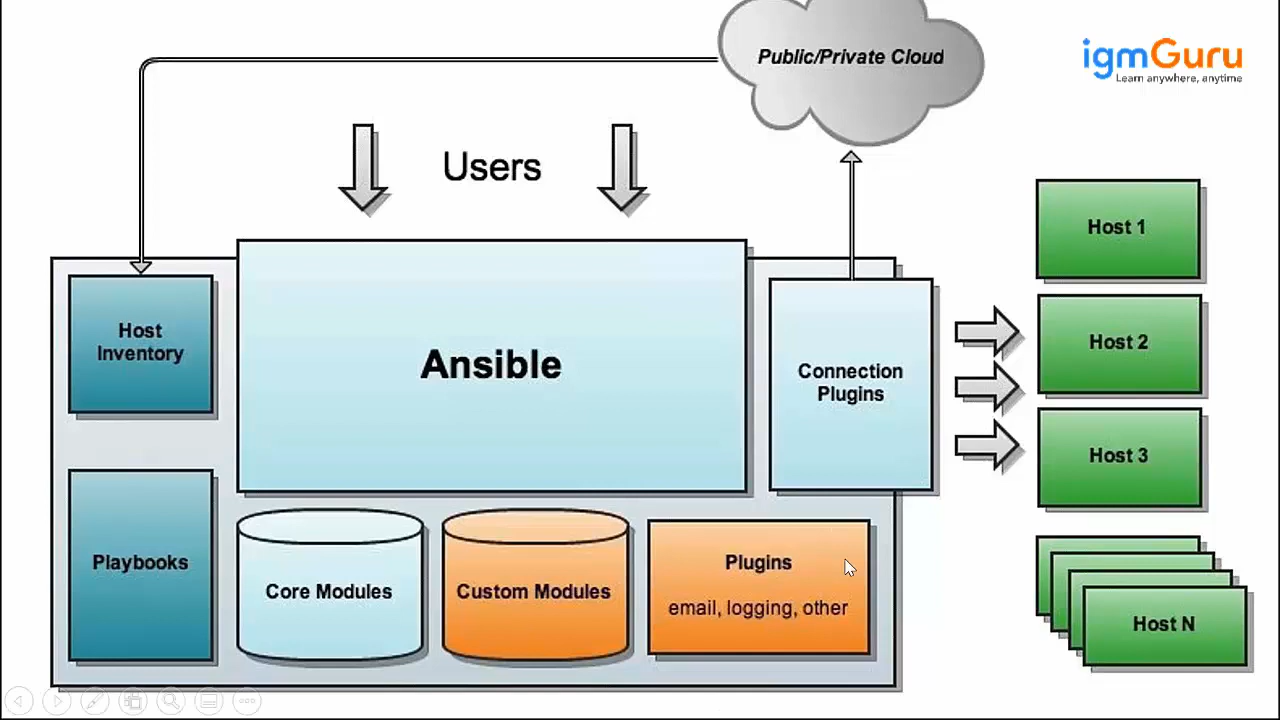 Public/Private Cloud
igmGuru
Learn anywhere, anytime
Users
Host 1
Host
Inventory
Ansible
Connection
Plugins
Host 2
Host 3
Playbooks
Core Modules
Custom Modules
Plugins
email, logging, other
Host N